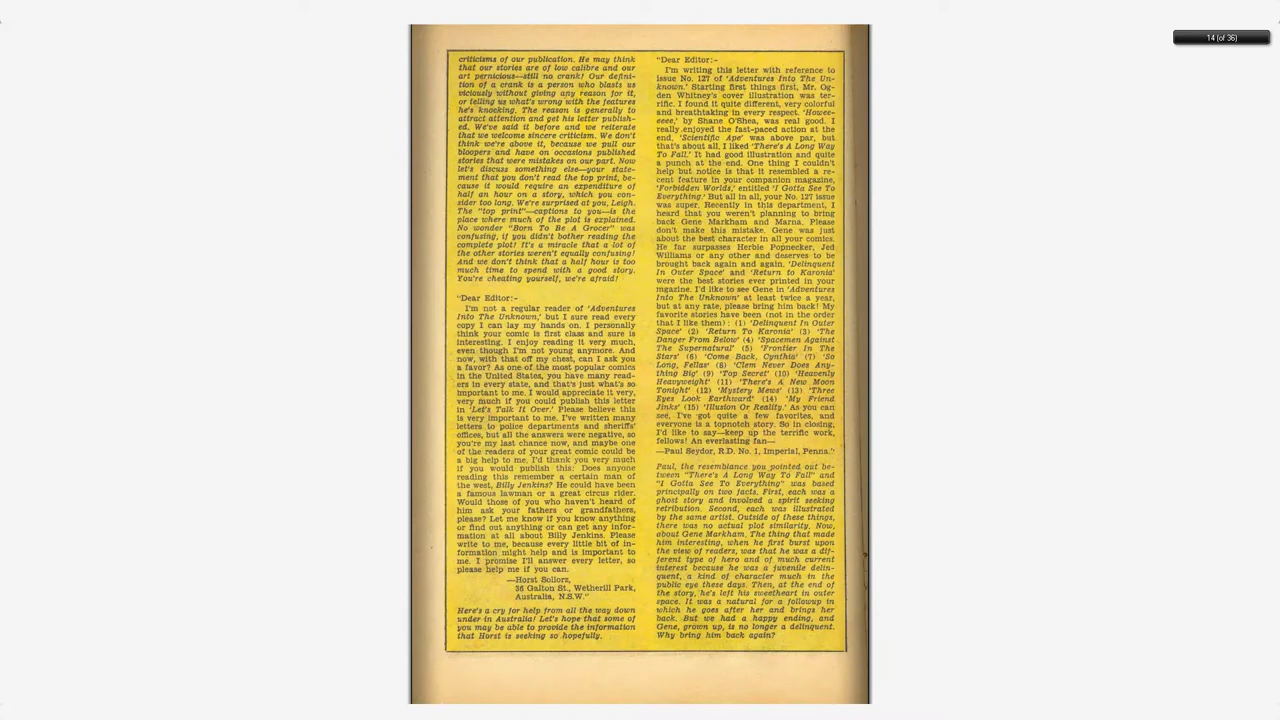 14 (of 36)
criticisms of our publication. He may think
that our stories are of low calibre and our
art pernicious—still no crank! Our defini-
tion of a crank is a person who blasts us
viciously without giving any reason for it,
or telling us what's wrong with the features
he's knocking. The reason is generally to
attract attention and get his letter publish-
ed. We've said it before and we reiterate
that we welcome sincere criticism. We don't
think we're above it, because we pull our
bloopers and have on occasions published
stories that were mistakes on our part. Now
let's discuss something else—your state-
ment that you don't read the top print, be-
cause it would require an expenditure of
half an hour on a story, which you con-
sider too long. We're surprised at you, Leigh.
The "top print"—captions to you—is the
place where much of the plot is explained.
No wonder "Born To Be A Grocer" was
confusing, if you didn't bother reading the
complete plot! It's a miracle that a lot of
the other stories weren't equally confusing!
And we don't think that a half hour is too
much time to spend with a good story.
You're cheating yourself, we're afraid!
"Dear Editor:-
I'm not a regular reader of 'Adventures
Into The Unknown,' but I sure read every
copy I can lay my hands on. I personally
think your comic is first class and sure is
interesting. I enjoy reading it very much,
even though I'm not young anymore. And
now, with that off my chest, can I ask you
a favor? As one of the most popular comics
in the United States, you have many read-
ers in every state, and that's just what's so
important to me. I would appreciate it very,
very much if you could publish this letter
in 'Let's Talk It Over.' Please believe this
is very important to me. I've written many
letters to police departments and sheriffs'
offices, but all the answers were negative, so
you're my last chance now, and maybe one
of the readers of your great comic could be
a big help to me. I'd thank you very much
if you would publish this: Does anyone
reading this remember a certain man of
the west, Billy Jenkins? He could have been
a famous lawman or a great circus rider.
Would those of you who haven't heard of
him ask your fathers or grandfathers,
please? Let me know if you know anything
or find out anything or can get any infor-
mation at all about Billy Jenkins. Please
write to me, because every little bit of in-
formation might help and is important to
me. I promise I'll answer every letter, so
please help me if you can.
—Horst Sollorz,
36 Galton St., Wetherill Park,
Australia, N.S.W."
Here's a cry for help from all the way down
under in Australia! Let's hope that some of
you may be able to provide the information
that Horst is seeking so hopefully.
"Dear Editor:-
I'm writing this letter with reference to
issue No. 127 of 'Adventures Into The Un-
known.' Starting first things first, Mr. Og-
den Whitney's cover illustration was ter-
rific. I found it quite different, very colorful
and breathtaking in every respect. 'Howee-
eeee,' by Shane O'Shea, was real good. I
really enjoyed the fast-paced action at the
end. 'Scientific Ape' was above par, but
that's about all. I liked 'There's A Long Way
To Fall.' It had good illustration and quite
a punch at the end. One thing I couldn't
help but notice is that it resembled a re-
cent feature in your companion magazine,
'Forbidden Worlds,' entitled 'I Gotta See To
Everything.' But all in all, your No. 127 issue
was super. Recently in this department, I
heard that you weren't planning to bring
back Gene Markham and Marna. Please
don't make this mistake. Gene was just
about the best character in all your comics.
He far surpasses Herbie Popnecker, Jed
Williams or any other and deserves to be
brought back again and again. 'Delinquent
In Outer Space' and 'Return to Karonia'
were the best stories ever printed in your
mgazine. I'd like to see Gene in 'Adventures
Into The Unknown' at least twice a year,
but at any rate, please bring him back! My
favorite stories have been (not in the order
that I like them): (1) 'Delinquent In Outer
Space' (2) 'Return To Karonia' (3) 'The
Danger From Below' (4) 'Spacemen Against
The Supernatural' (5) 'Frontier In The
Stars' (6) 'Come Back, Cynthia' (7) 'So
Long, Fellas' (8) 'Clem Never Does Any-
thing Big' (9) 'Top Secret' (10) 'Heavenly
Heavyweight' (11) 'There's A New Moon
Tonight' (12) 'Mystery Mews' (13) 'Three
Eyes Look Earthward' (14) 'My Friend
Jinks' (15) 'Illusion Or Reality.' As you can
see, I've got quite a few favorites, and
everyone is a topnotch story. So in closing,
I'd like to say—keep up the terrific work,
fellows! An everlasting fan—
—Paul Seydor, R.D. No. 1, Imperial, Penna."
Paul, the resemblance you pointed out be-
tween "There's A Long Way To Fall" and
"I Gotta See To Everything" was based
principally on two facts. First, each was a
ghost story and involved a spirit seeking
retribution. Second, each was illustrated
by the same artist. Outside of these things,
there was no actual plot similarity. Now,
about Gene Markham. The thing that made
him interesting, when he first burst upon
the view of readers, was that he was a dif-
ferent type of hero and of much current
interest because he was a juvenile delin-
quent, a kind of character much in the
public eye these days. Then, at the end of
the story, he's left his sweetheart in outer
space. It was a natural for a followup in
which he goes after her and brings her
back. But we had a happy ending, and
Gene, grown up, is no longer a delinquent.
Why bring him back again?